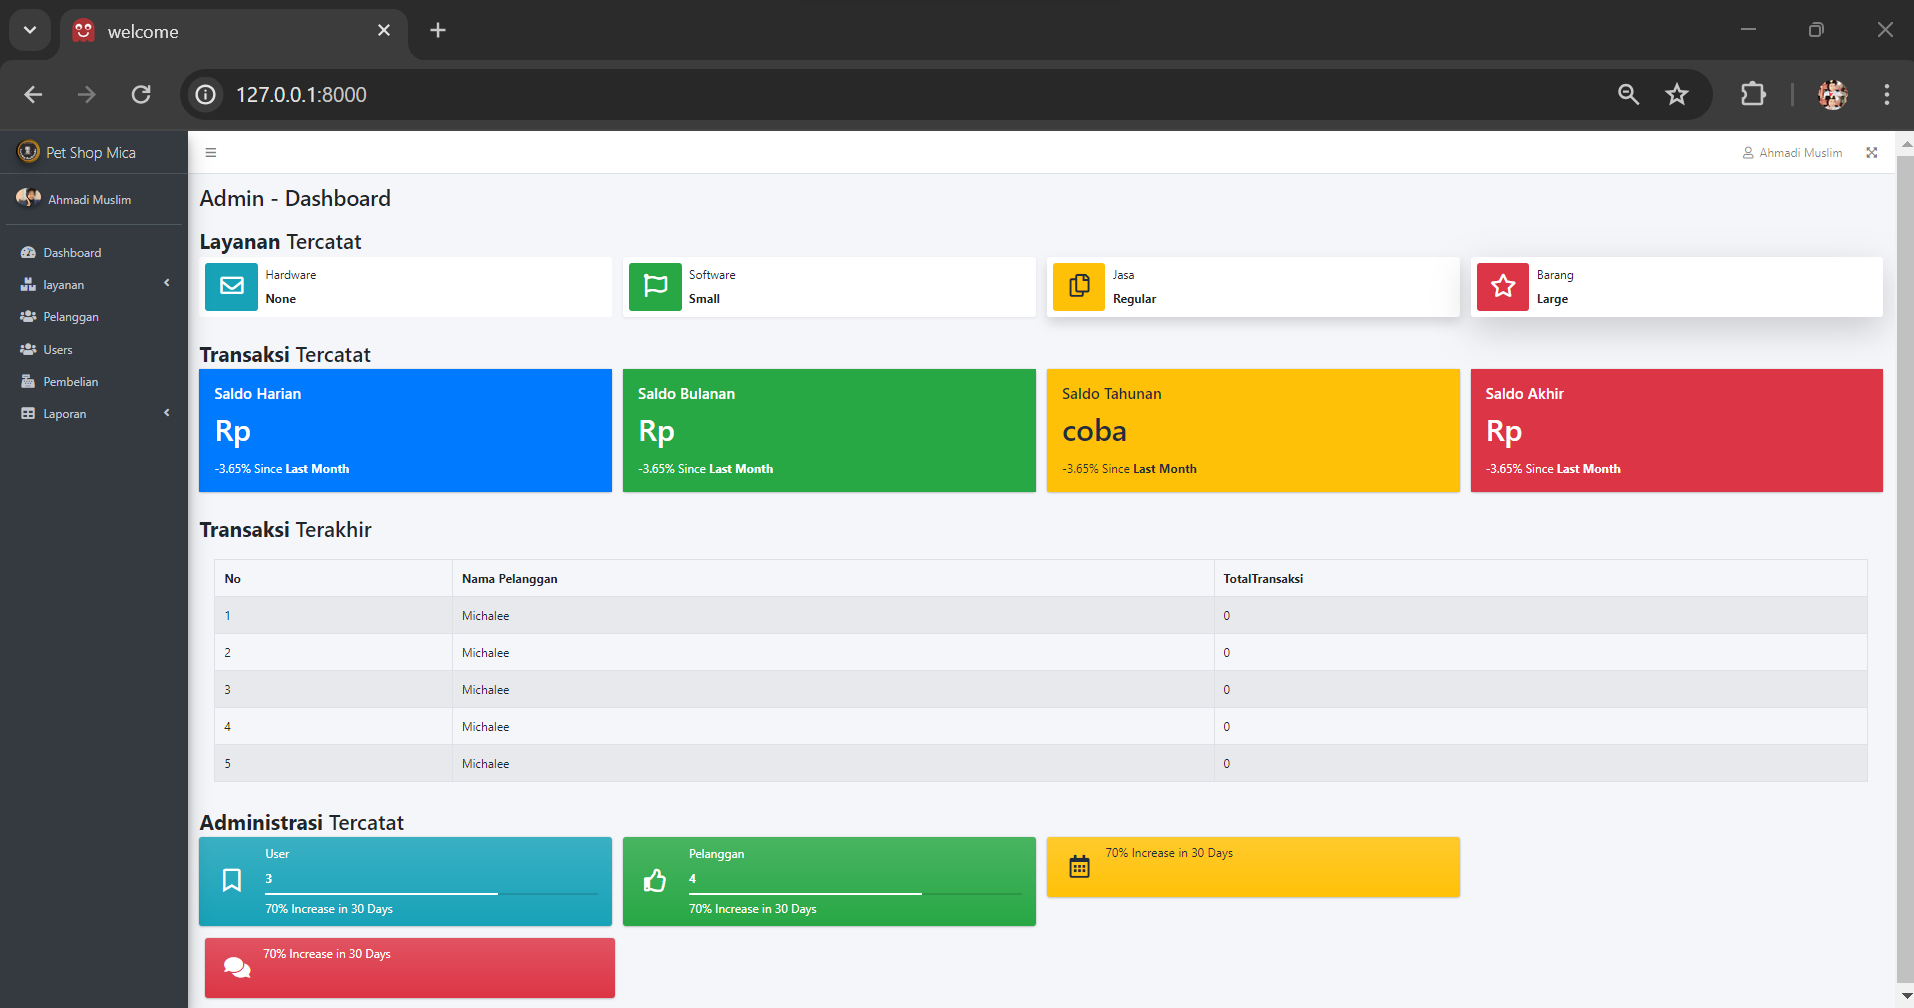 welcome
127.0.0.1:8000
Pet Shop Mica
Ahmadi Muslim
Ahmadi Muslim
Dashboard
layanan
Pelanggan
Users
Pembelian
Laporan
Admin - Dashboard
Layanan Tercatat
Hardware
None
Software
Small
Jasa
Regular
Barang
Large
Transaksi Tercatat
Saldo Harian
Rp
-3.65% Since Last Month
Saldo Bulanan
Rp
-3.65% Since Last Month
Saldo Tahunan
coba
-3.65% Since Last Month
Saldo Akhir
Rp
-3.65% Since Last Month
Transaksi Terakhir
No Nama Pelanggan TotalTransaksi
1 Michalee 0
2 Michalee 0
3 Michalee 0
4 Michalee 0
5 Michalee 0
Administrasi Tercatat
User
3
70% Increase in 30 Days
Pelanggan
4
70% Increase in 30 Days
70% Increase in 30 Days
70% Increase in 30 Days